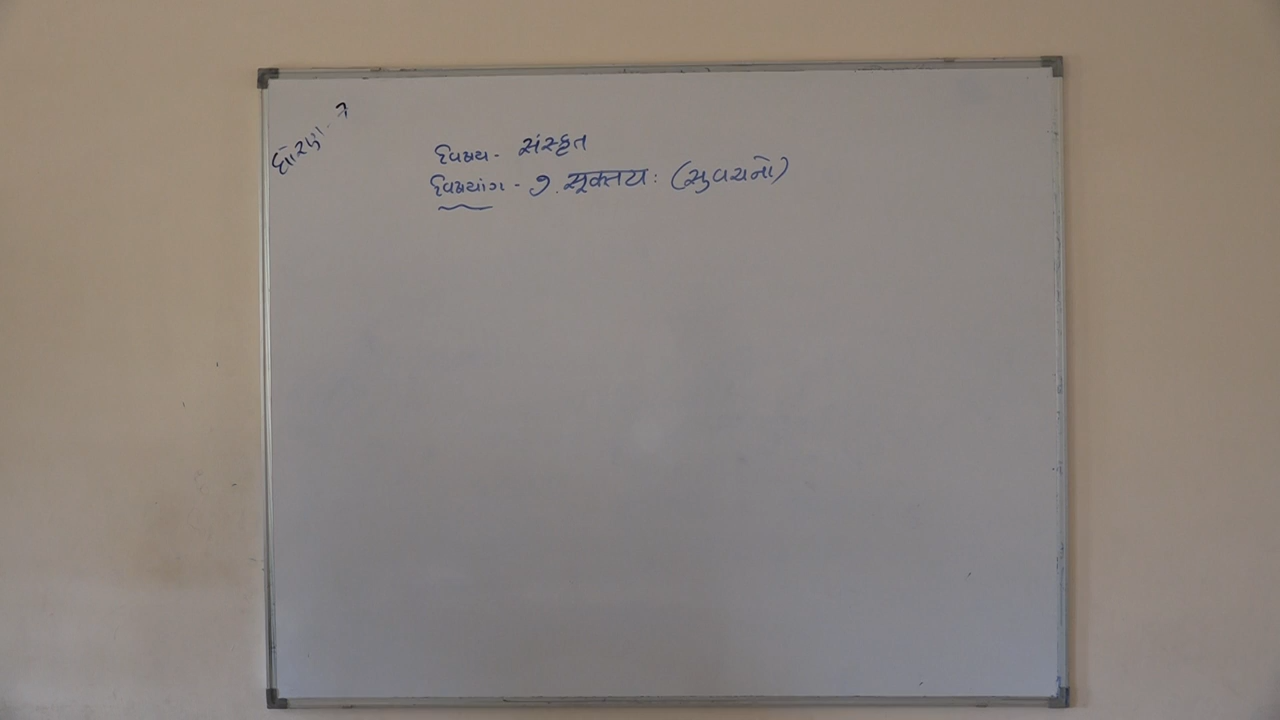 ધોરણ - ૭
વિષય - સંસ્કૃત
વિષયાંગ - ૭. सूक्तयः (સુવચનો)